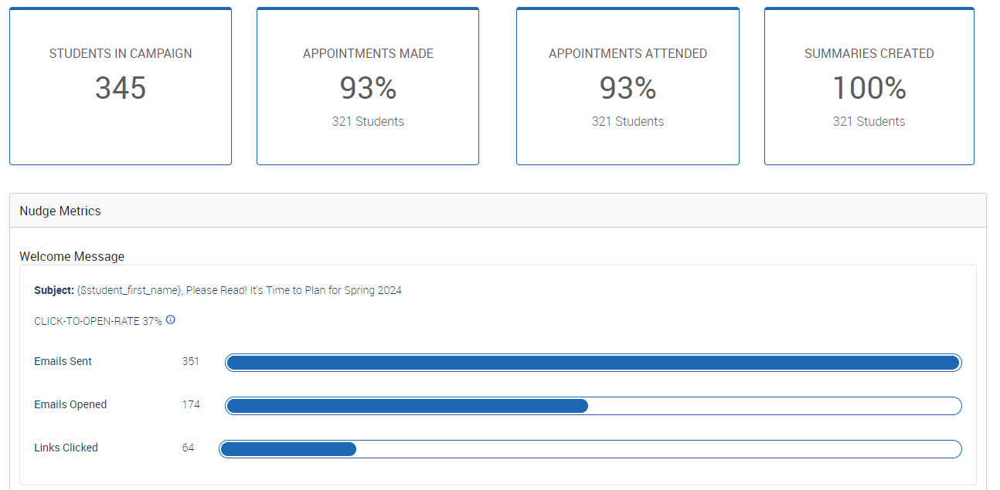 STUDENTS IN CAMPAIGN
345
APPOINTMENTS MADE
93%
321 Students
APPOINTMENTS ATTENDED
93%
321 Students
SUMMARIES CREATED
100%
321 Students
Nudge Metrics
Welcome Message
Subject: {$student_first_name}, Please Read! It's Time to Plan for Spring 2024
CLICK-TO-OPEN-RATE 37%
Emails Sent 351
Emails Opened 174
Links Clicked 64